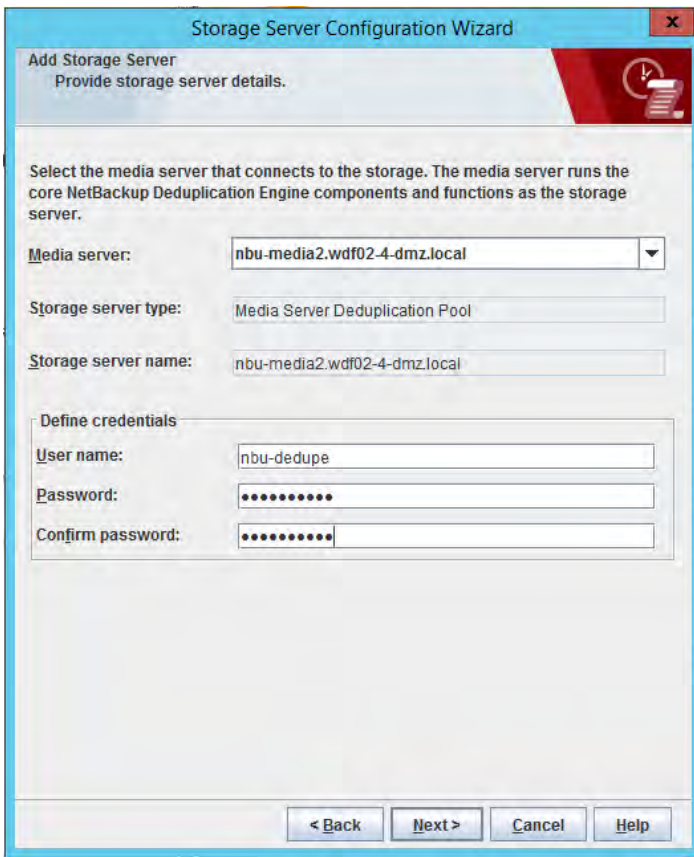 Storage Server Configuration Wizard
x
Add Storage Server
Provide storage server details.
Select the media server that connects to the storage. The media server runs the
core NetBackup Deduplication Engine components and functions as the storage
server.
Media server: nbu-media2.wdf02-4-dmz.local
Storage server type: Media Server Deduplication Pool
Storage server name: nbu-media2.wdf02-4-dmz.local
Define credentials
User name: nbu-dedupe
Password: ●●●●●●●●●●
Confirm password: ●●●●●●●●●●
< Back Next > Cancel Help